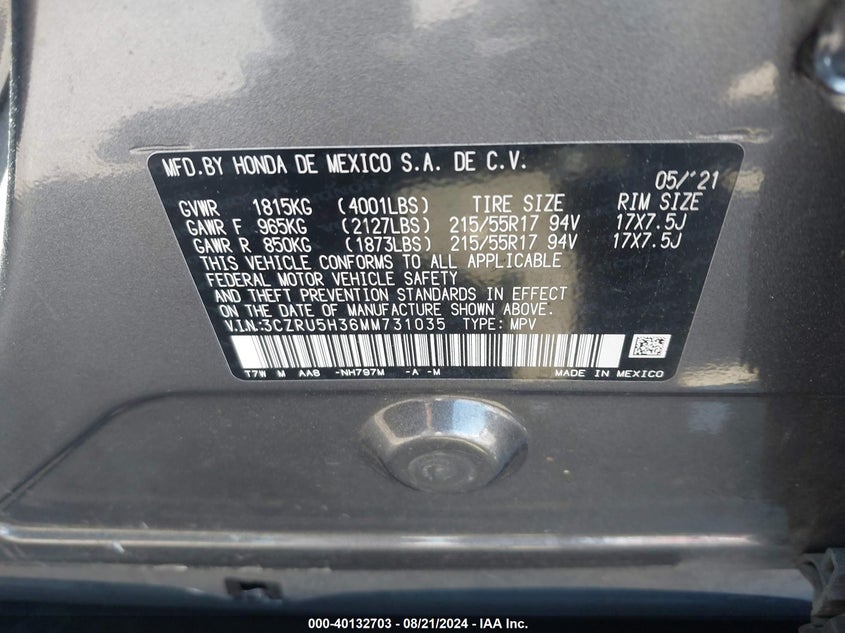 MFD.BY HONDA DE MEXICO S.A. DE C.V.
05/21
GVWR 1815KG (4001LBS) TIRE SIZE RIM SIZE
GAWR F 965KG (2127LBS) 215/55R17 94V 17X7.5J
GAWR R 850KG (1873LBS) 215/55R17 94V 17X7.5J
THIS VEHICLE CONFORMS TO ALL APPLICABLE
FEDERAL MOTOR VEHICLE SAFETY
AND THEFT PREVENTION STANDARDS IN EFFECT
ON THE DATE OF MANUFACTURE SHOWN ABOVE.
V.I.N:3CZRU5H36MM731035 TYPE: MPV
T7W M AAB -NH797M -A -M MADE IN MEXICO
000-40132703 - 08/21/2024 - IAA Inc.